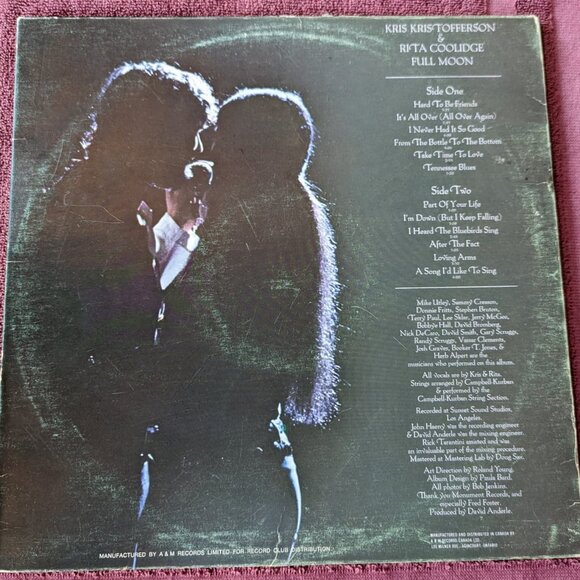 KRIS KRISTOFFERSON
&
RITA COOLIDGE
FULL MOON
Side One
Hard To Be Friends
It's All Over (All Over Again)
I Never Had It So Good
From The Bottle To The Bottom
Take Time To Love
Tennessee Blues
Side Two
Part Of Your Life
I'm Down (But I Keep Falling)
I Heard The Bluebirds Sing
After The Fact
Loving Arms
A Song I'd Like To Sing
Mike Utley, Sammy Creason,
Donnie Fritts, Stephen Bruton,
Terry Paul, Lee Sklar, Jerry McGee,
Bobbye Hall, David Bromberg,
Nick DeCaro, David Smith, Gary Scruggs,
Randy Scruggs, Vassar Clements,
Josh Graves, Booker T. Jones, &
Herb Alpert are the
musicians who performed on this album.
All vocals are by Kris & Rita.
Strings arranged by Campbell-Kurban
& performed by the
Campbell-Kurban String Section.
Recorded at Sunset Sound Studios,
Los Angeles.
John Haeny was the recording engineer
& David Anderle was the mixing engineer.
Rick Tarantini assisted and was
an invaluable part of the mixing procedure.
Mastered at Mastering Lab by Doug Sax.
Art Direction by Roland Young.
Album Design by Paula Bard.
All photos by Bob Jenkins.
Thank you Monument Records, and
especially Fred Foster.
Produced by David Anderle.
MANUFACTURED AND DISTRIBUTED IN CANADA BY
A & M RECORDS CANADA LTD.
MANUFACTURED BY A & M RECORDS LIMITED FOR RECORD CLUB DISTRIBUTION